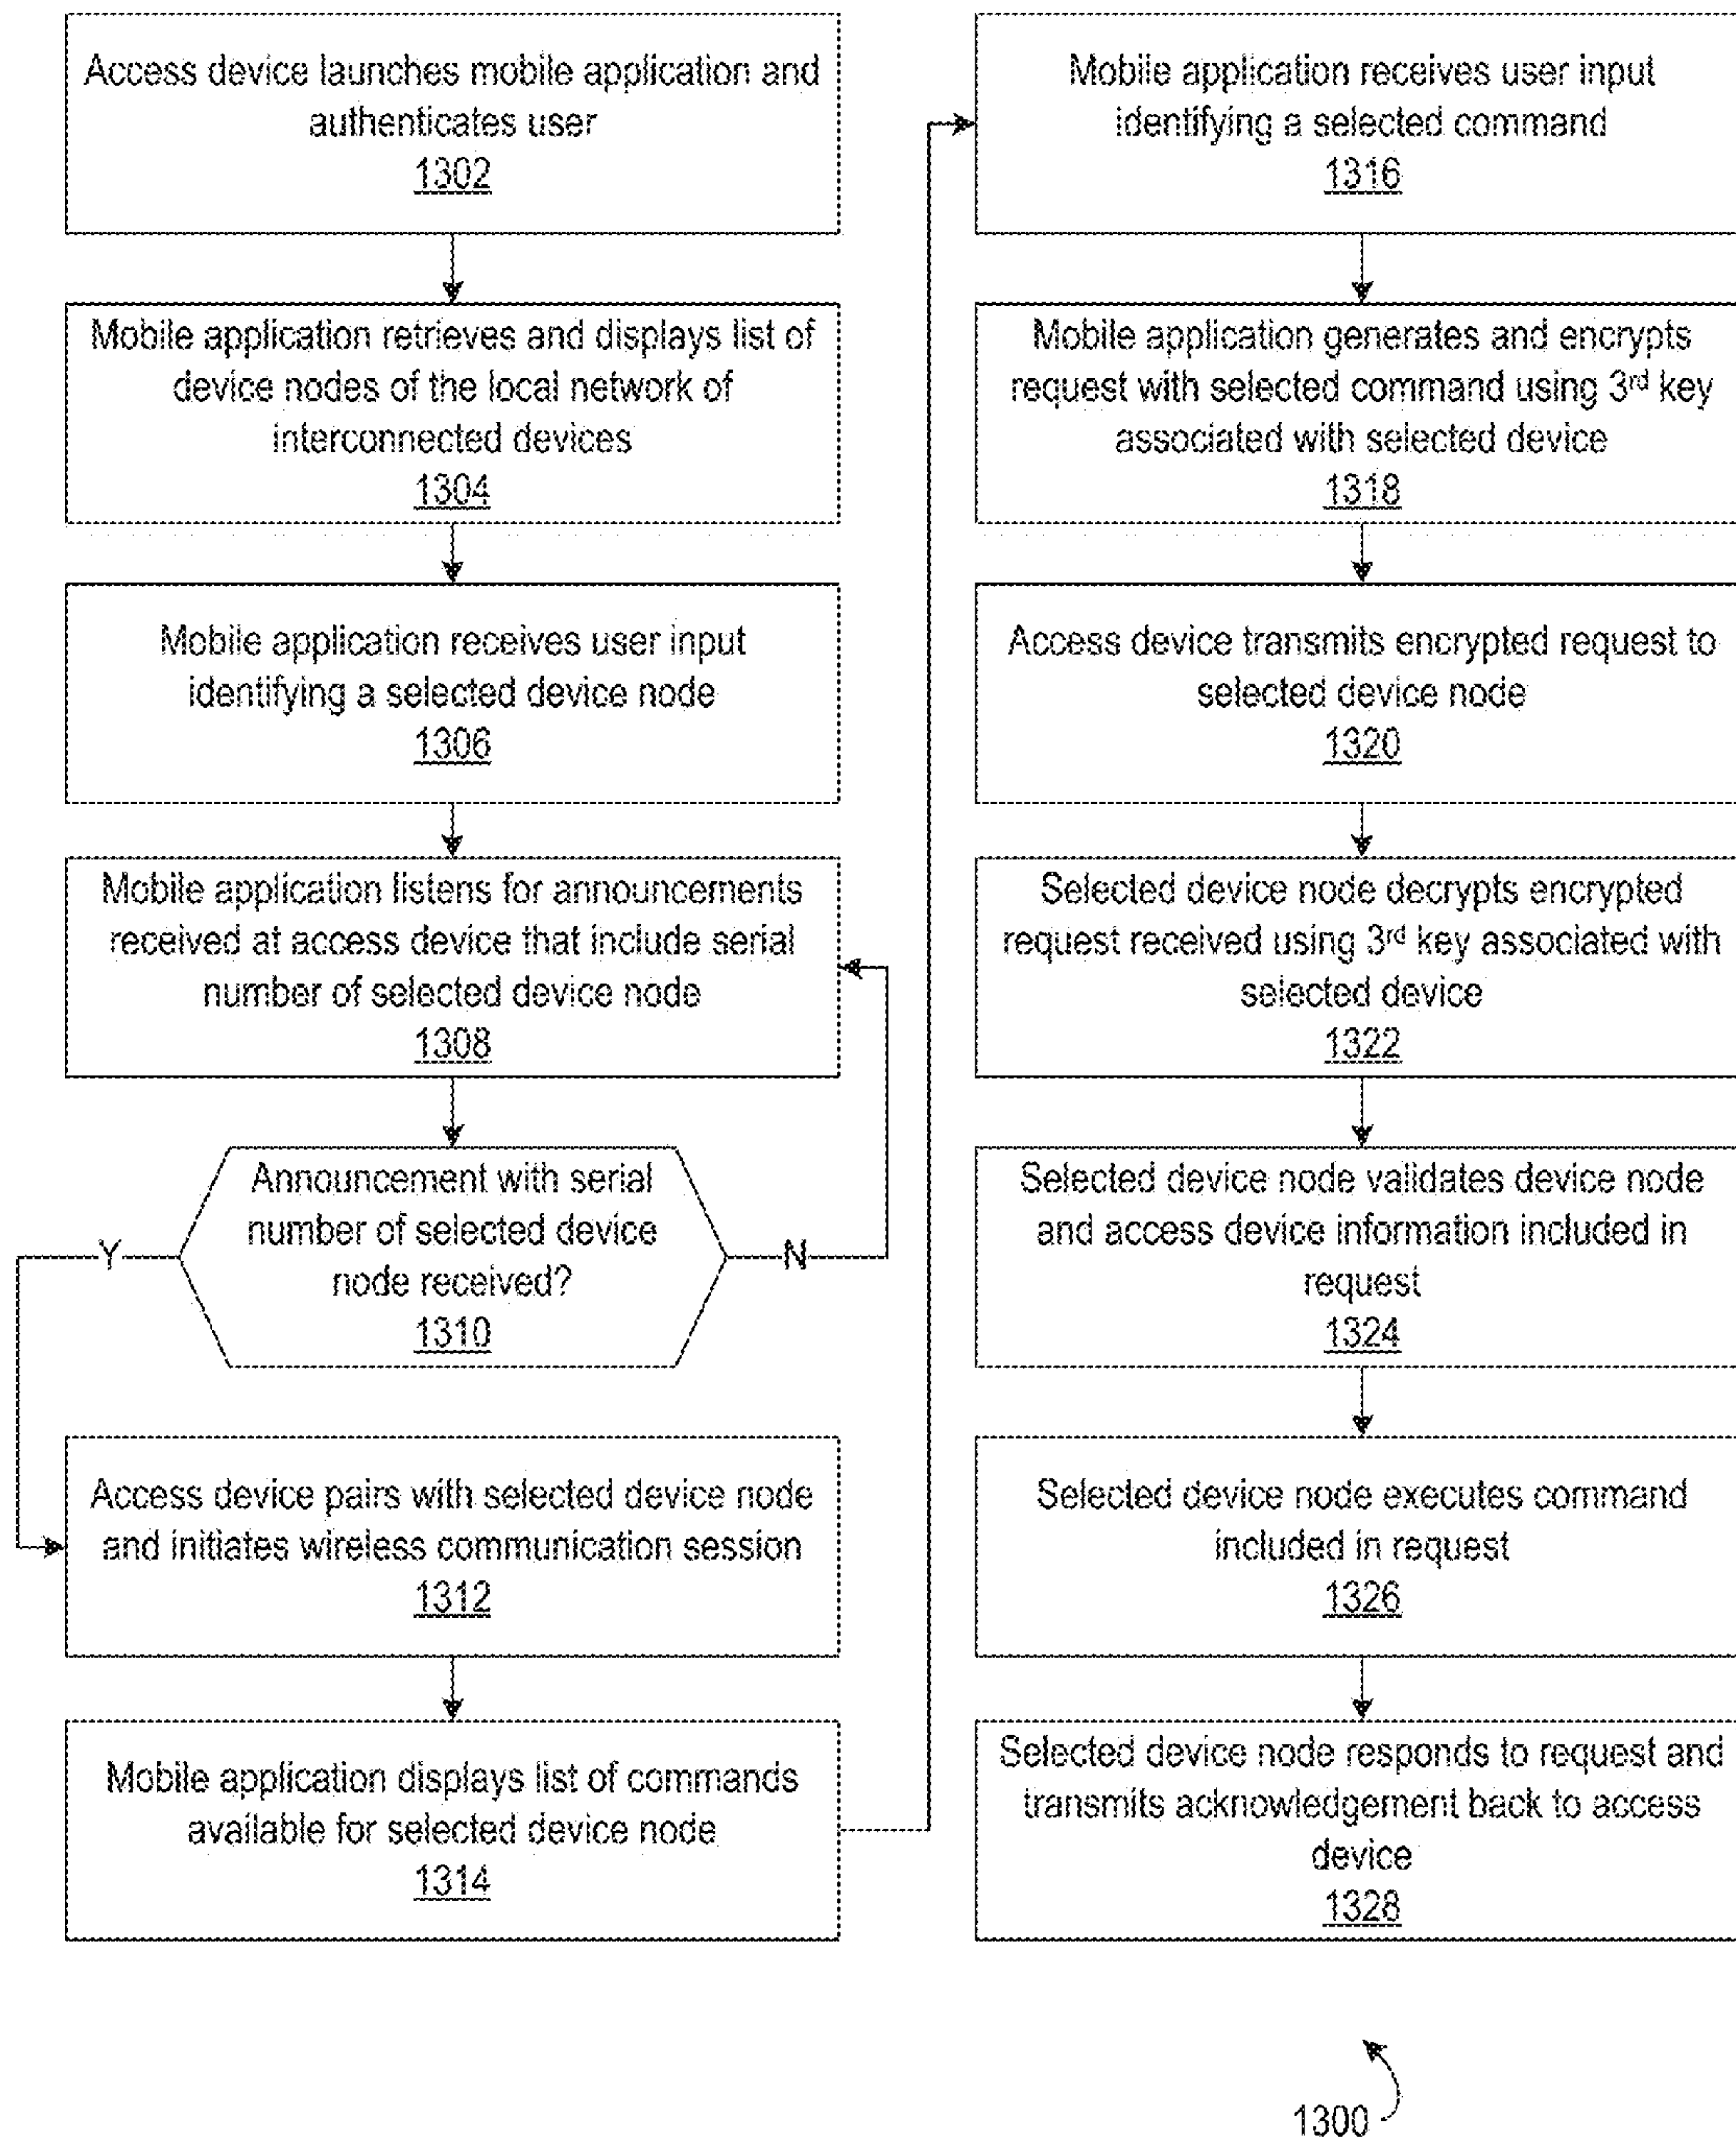 Access device launches mobile application and
authenticates user
1302
Mobile application retrieves and displays list of
device nodes of the local network of
interconnected devices
1304
Mobile application receives user input
identifying a selected device node
1306
Mobile application listens for announcements
received at access device that include serial
number of selected device node
1308
Announcement with serial
number of selected device
node received?
1310
Y
N
Access device pairs with selected device node
and initiates wireless communication session
1312
Mobile application displays list of commands
available for selected device node
1314
Mobile application receives user input
identifying a selected command
1316
Mobile application generates and encrypts
request with selected command using 3rd key
associated with selected device
1318
Access device transmits encrypted request to
selected device node
1320
Selected device node decrypts encrypted
request received using 3rd key associated with
selected device
1322
Selected device node validates device node
and access device information included in
request
1324
Selected device node executes command
included in request
1326
Selected device node responds to request and
transmits acknowledgement back to access
device
1328
1300